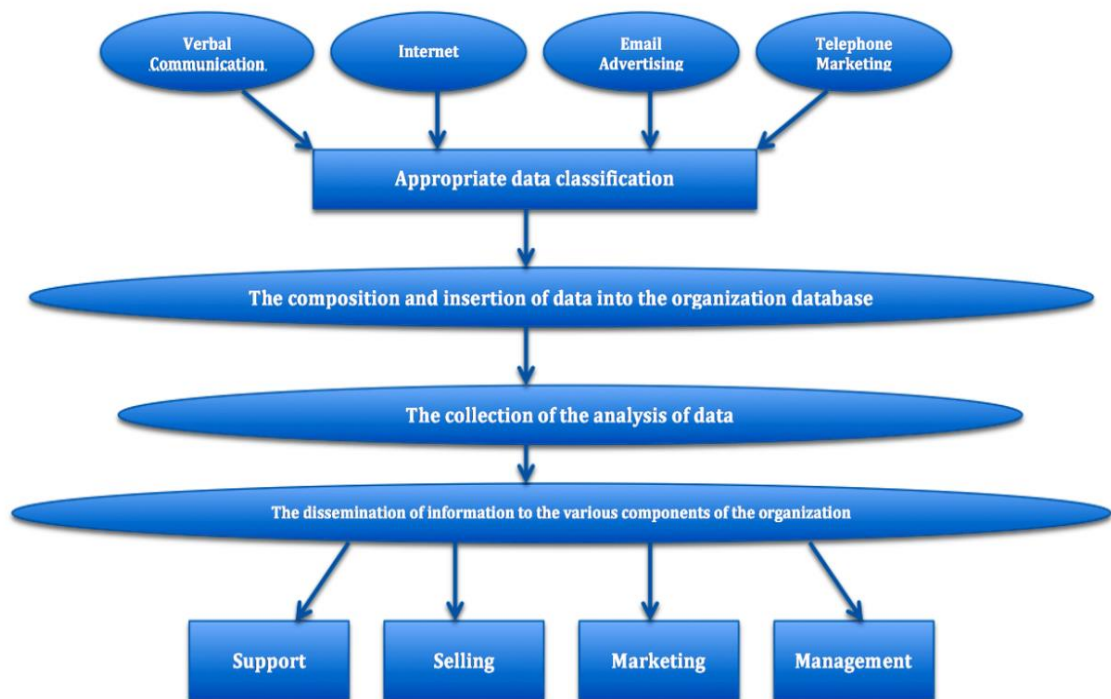 Verbal
Communication
Internet
Email
Advertising
Telephone
Marketing
Appropriate data classification
The composition and insertion of data into the organization database
The collection of the analysis of data
The dissemination of information to the various components of the organization
Support
Selling
Marketing
Management